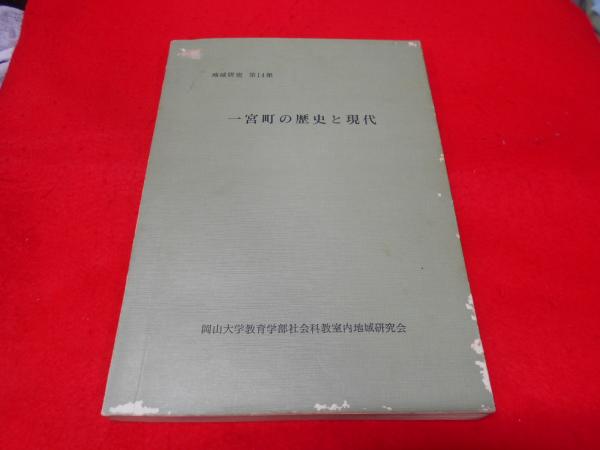 地域研究 第14集
一宮町の歴史と現代
岡山大学教育学部社会科教室内地域研究会